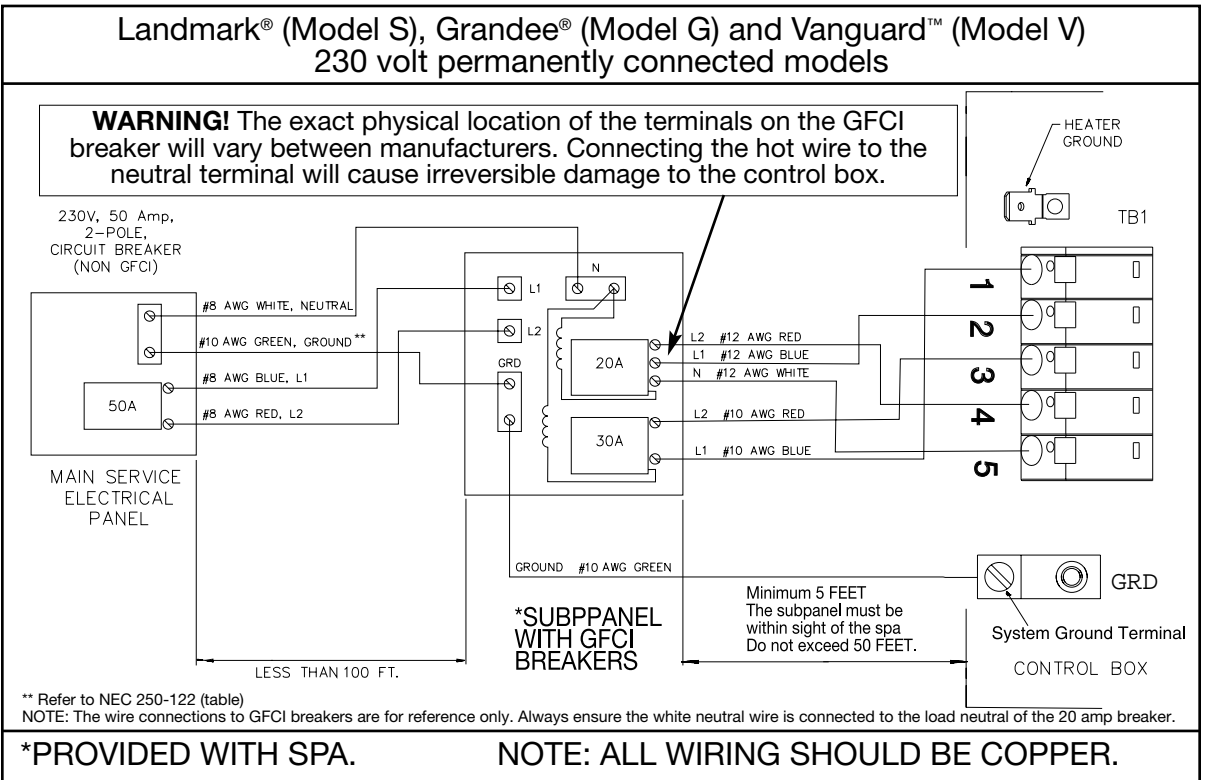 Landmark® (Model S), Grandee® (Model G) and Vanguard™ (Model V)
230 volt permanently connected models
WARNING! The exact physical location of the terminals on the GFCI
breaker will vary between manufacturers. Connecting the hot wire to the
neutral terminal will cause irreversible damage to the control box.
HEATER
GROUND
TB1
230V, 50 Amp,
2-POLE,
CIRCUIT BREAKER
(NON GFCI)
#8 AWG WHITE, NEUTRAL
#10 AWG GREEN, GROUND**
#8 AWG BLUE, L1
#8 AWG RED, L2
50A
MAIN SERVICE
ELECTRICAL
PANEL
N
L1
L2
GRD
20A
30A
L2 #12 AWG RED
L1 #12 AWG BLUE
N #12 AWG WHITE
L2 #10 AWG RED
L1 #10 AWG BLUE
1
2
3
4
5
GROUND #10 AWG GREEN
*SUBPPANEL
WITH GFCI
BREAKERS
Minimum 5 FEET
The subpanel must be
within sight of the spa
Do not exceed 50 FEET.
GRD
System Ground Terminal
CONTROL BOX
LESS THAN 100 FT.
** Refer to NEC 250-122 (table)
NOTE: The wire connections to GFCI breakers are for reference only. Always ensure the white neutral wire is connected to the load neutral of the 20 amp breaker.
*PROVIDED WITH SPA. NOTE: ALL WIRING SHOULD BE COPPER.